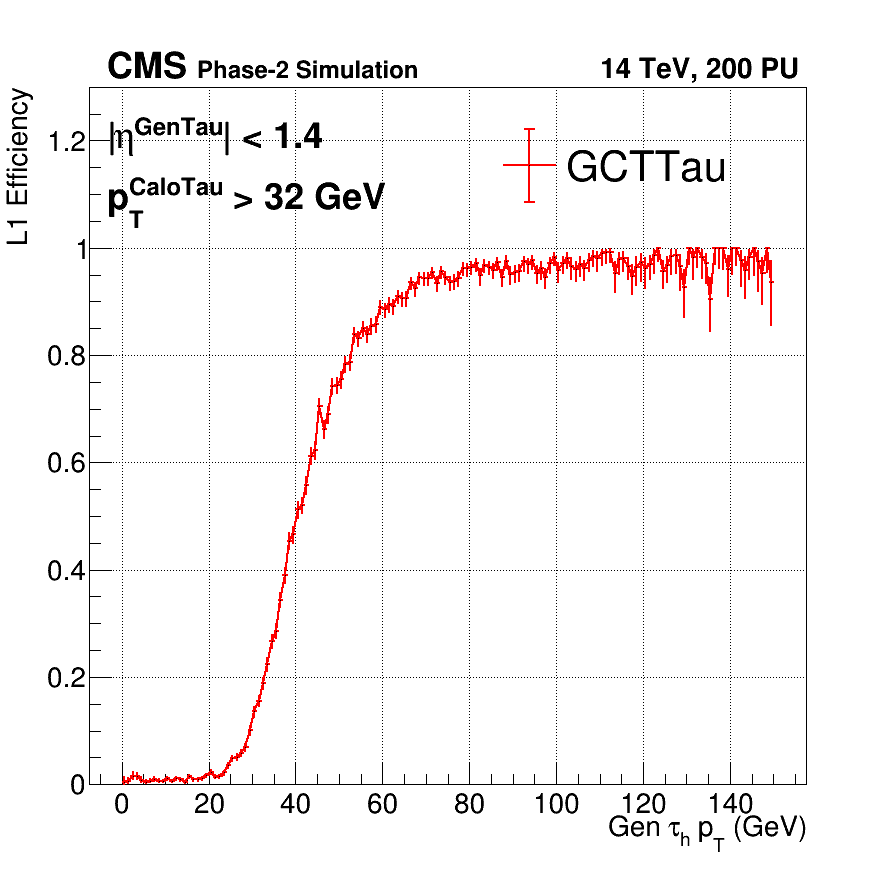 CMS Phase-2 Simulation 14 TeV, 200 PU
L1 Efficiency
|η^GenTau| < 1.4
p_T^CaloTau > 32 GeV
GCTTau
1.2
1
0.8
0.6
0.4
0.2
0
0 20 40 60 80 100 120 140
Gen τ_h p_T (GeV)